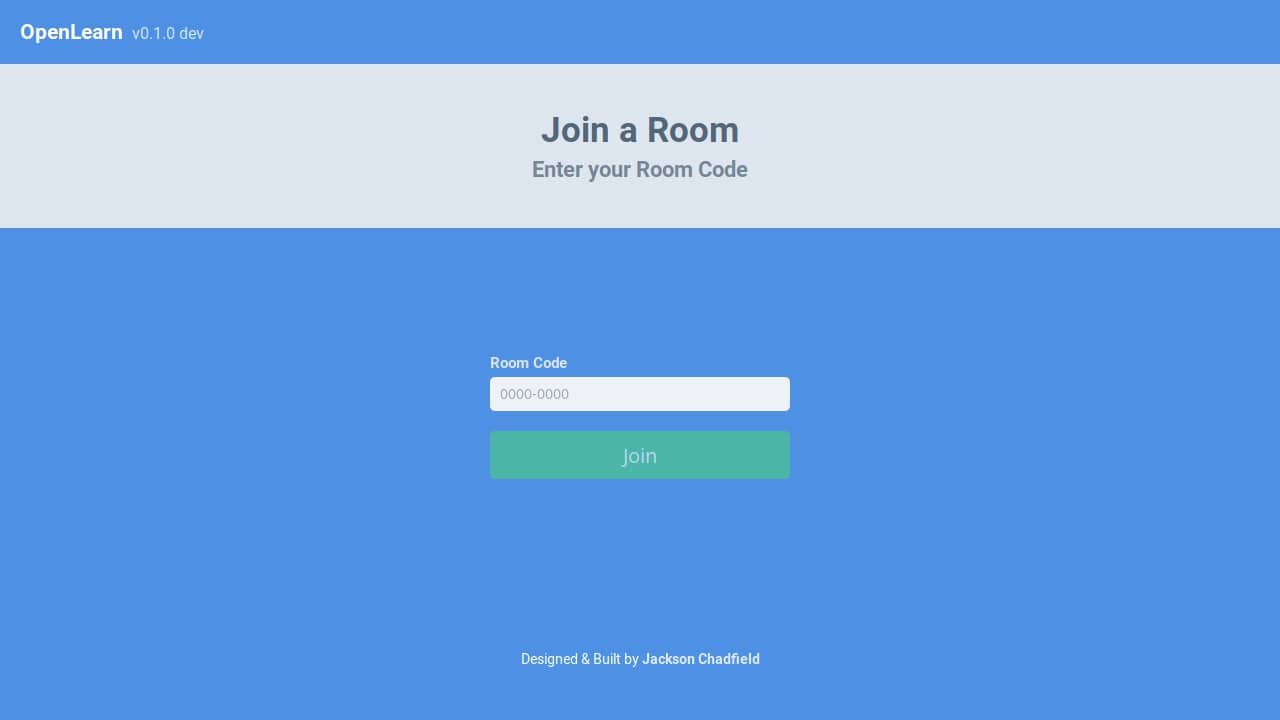 OpenLearn v0.1.0 dev
Join a Room
Enter your Room Code
Room Code
0000-0000
Join
Designed & Built by Jackson Chadfield